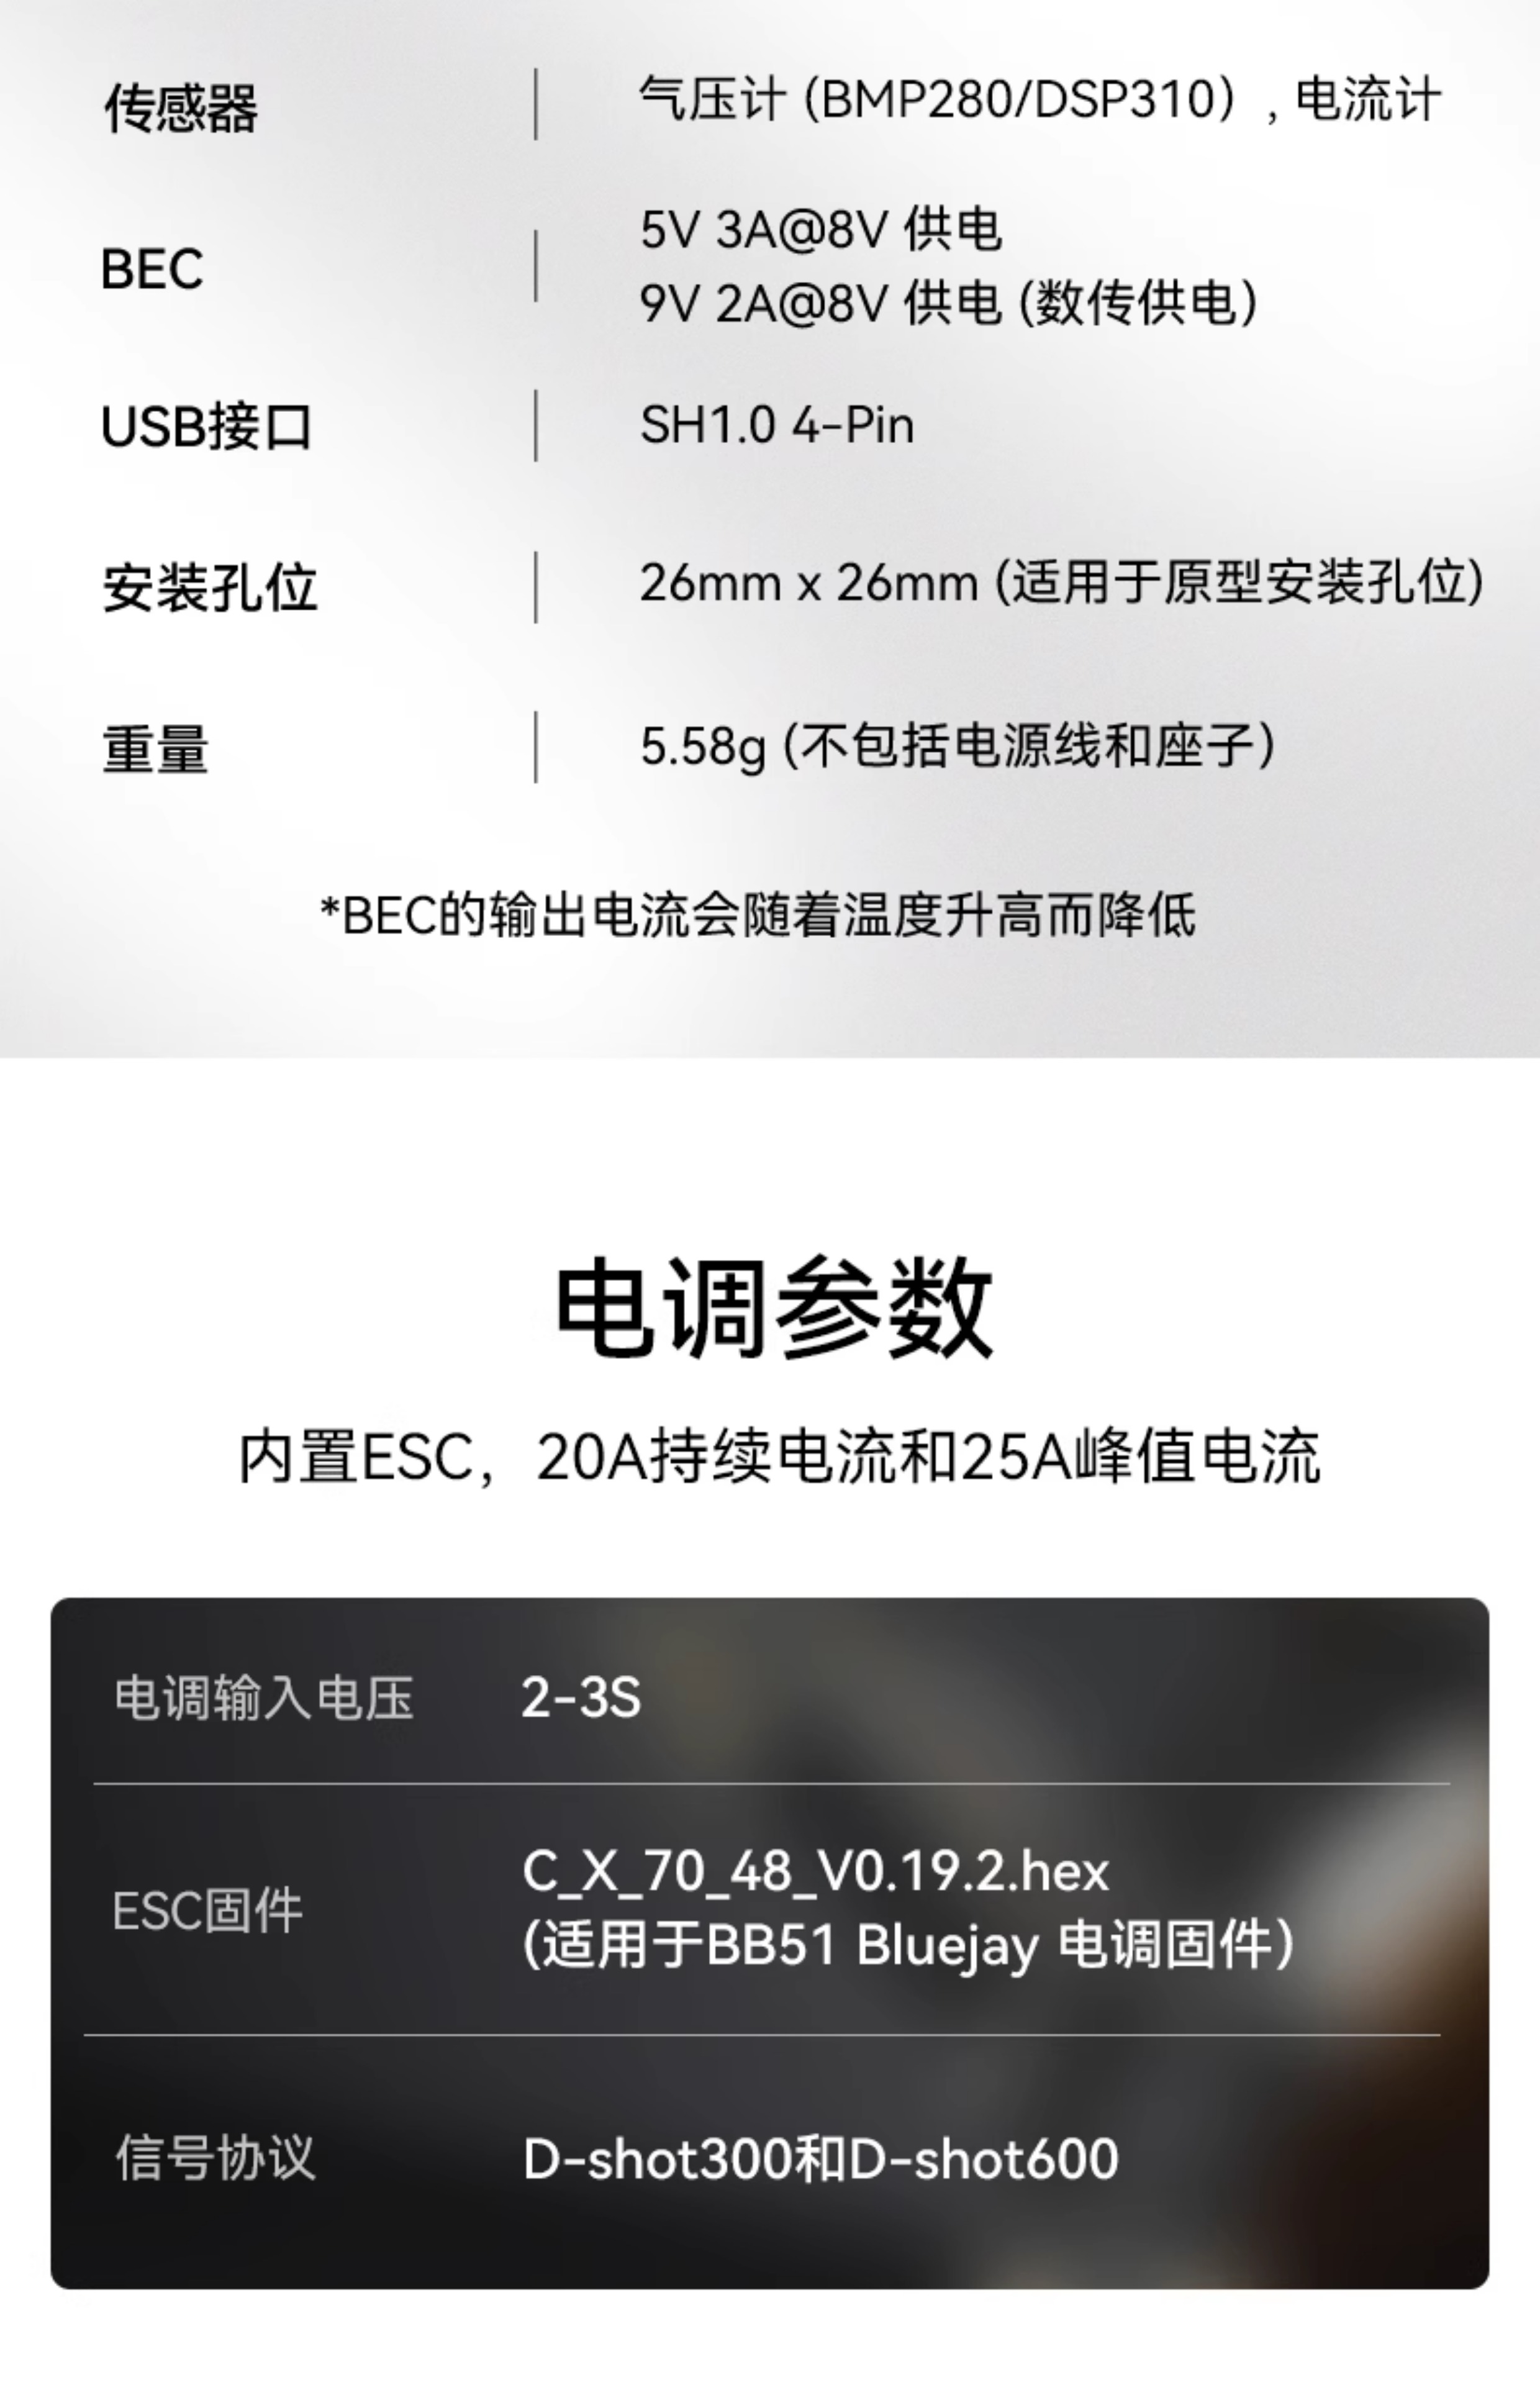 传感器
气压计 (BMP280/DSP310）, 电流计
BEC
5V 3A@8V 供电
9V 2A@8V 供电 (数传供电）
USB接口
SH1.0 4-Pin
安装孔位
26mm x 26mm (适用于原型安装孔位)
重量
5.58g (不包括电源线和座子）
*BEC的输出电流会随着温度升高而降低
电调参数
内置ESC，20A持续电流和25A峰值电流
电调输入电压
2-3S
ESC固件
C_X_70_48_V0.19.2.hex
(适用于BB51 Bluejay 电调固件）
信号协议
D-shot300和D-shot600